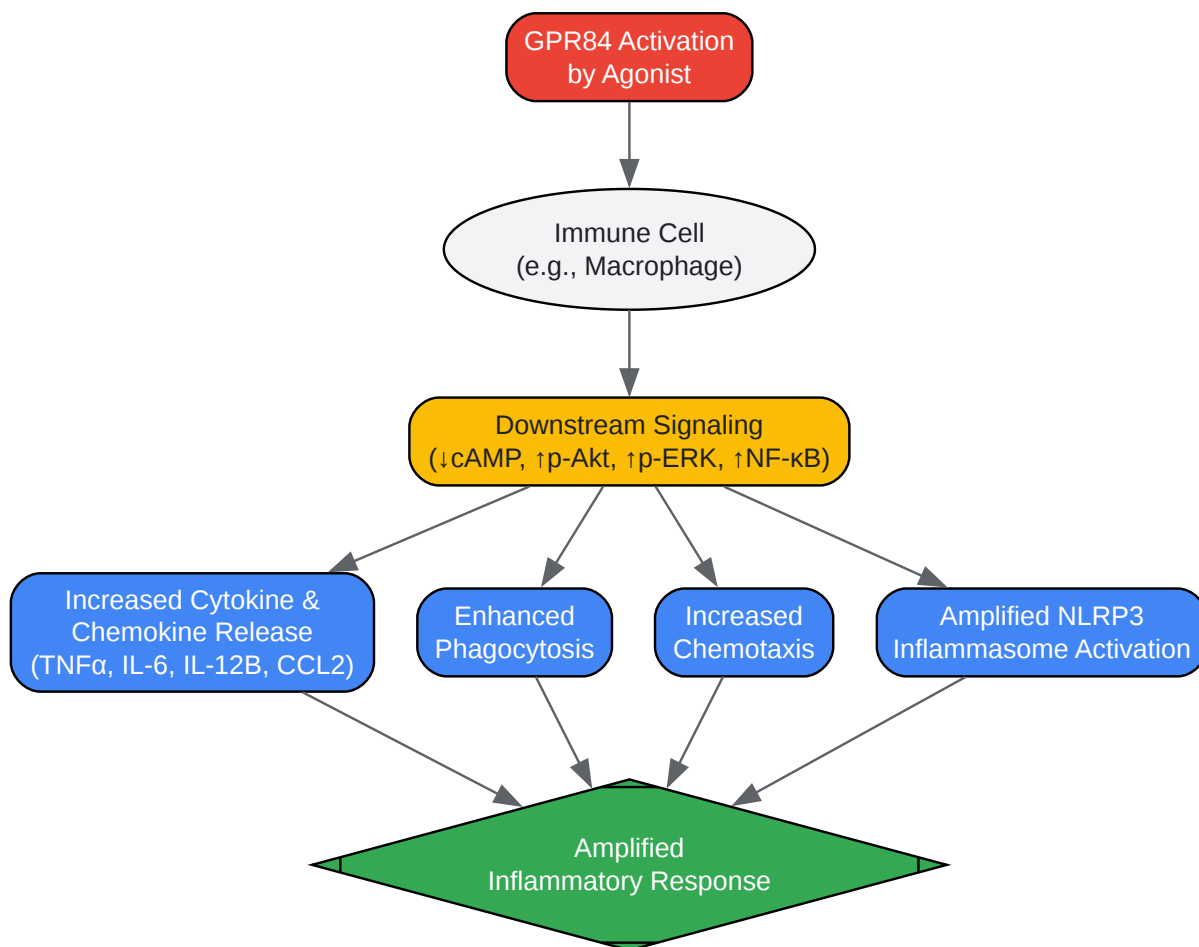 GPR84 Activation
by Agonist
Immune Cell
(e.g., Macrophage)
Downstream Signaling
(↓cAMP, ↑p-Akt, ↑p-ERK, ↑NF-κB)
Increased Cytokine &
Chemokine Release
(TNFα, IL-6, IL-12B, CCL2)
Enhanced
Phagocytosis
Increased
Chemotaxis
Amplified NLRP3
Inflammasome Activation
Amplified
Inflammatory Response